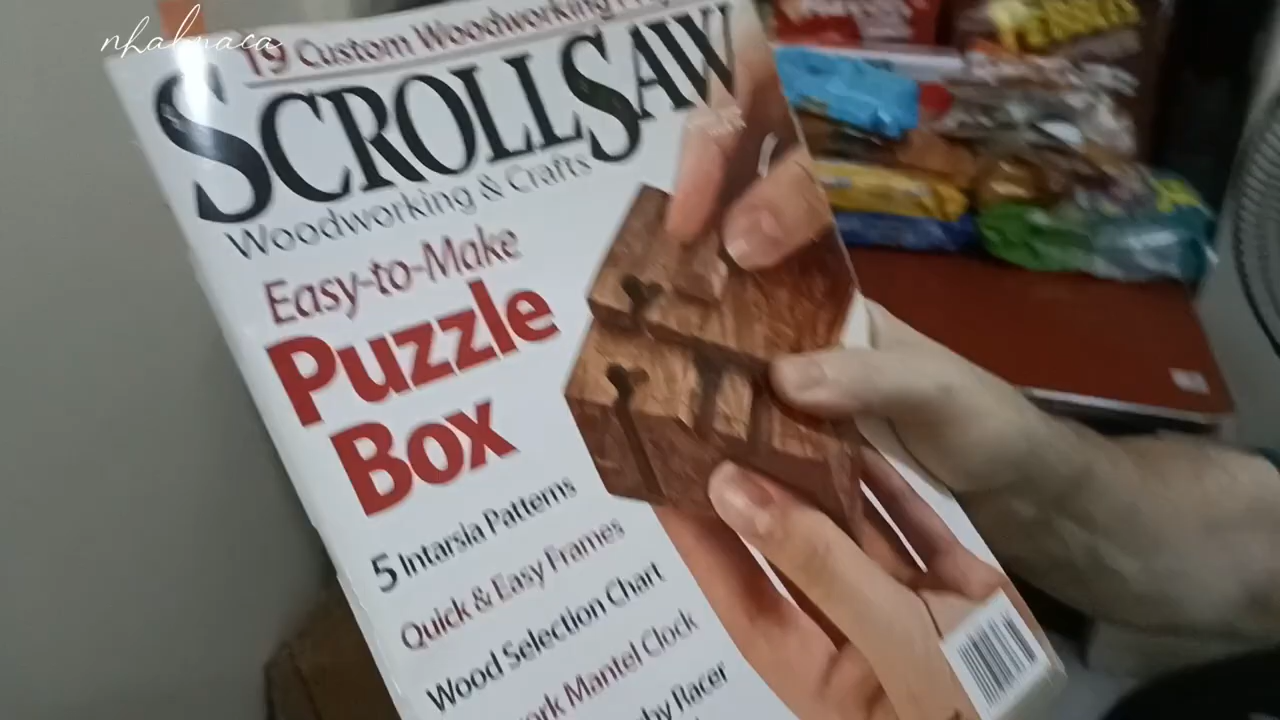 nhabnaca
19 Custom Woodworking
SCROLLSAW
Woodworking & Crafts
Easy-to-Make
Puzzle
Box
5 Intarsia Patterns
Quick & Easy Frames
Wood Selection Chart
Mantel Clock
Racer